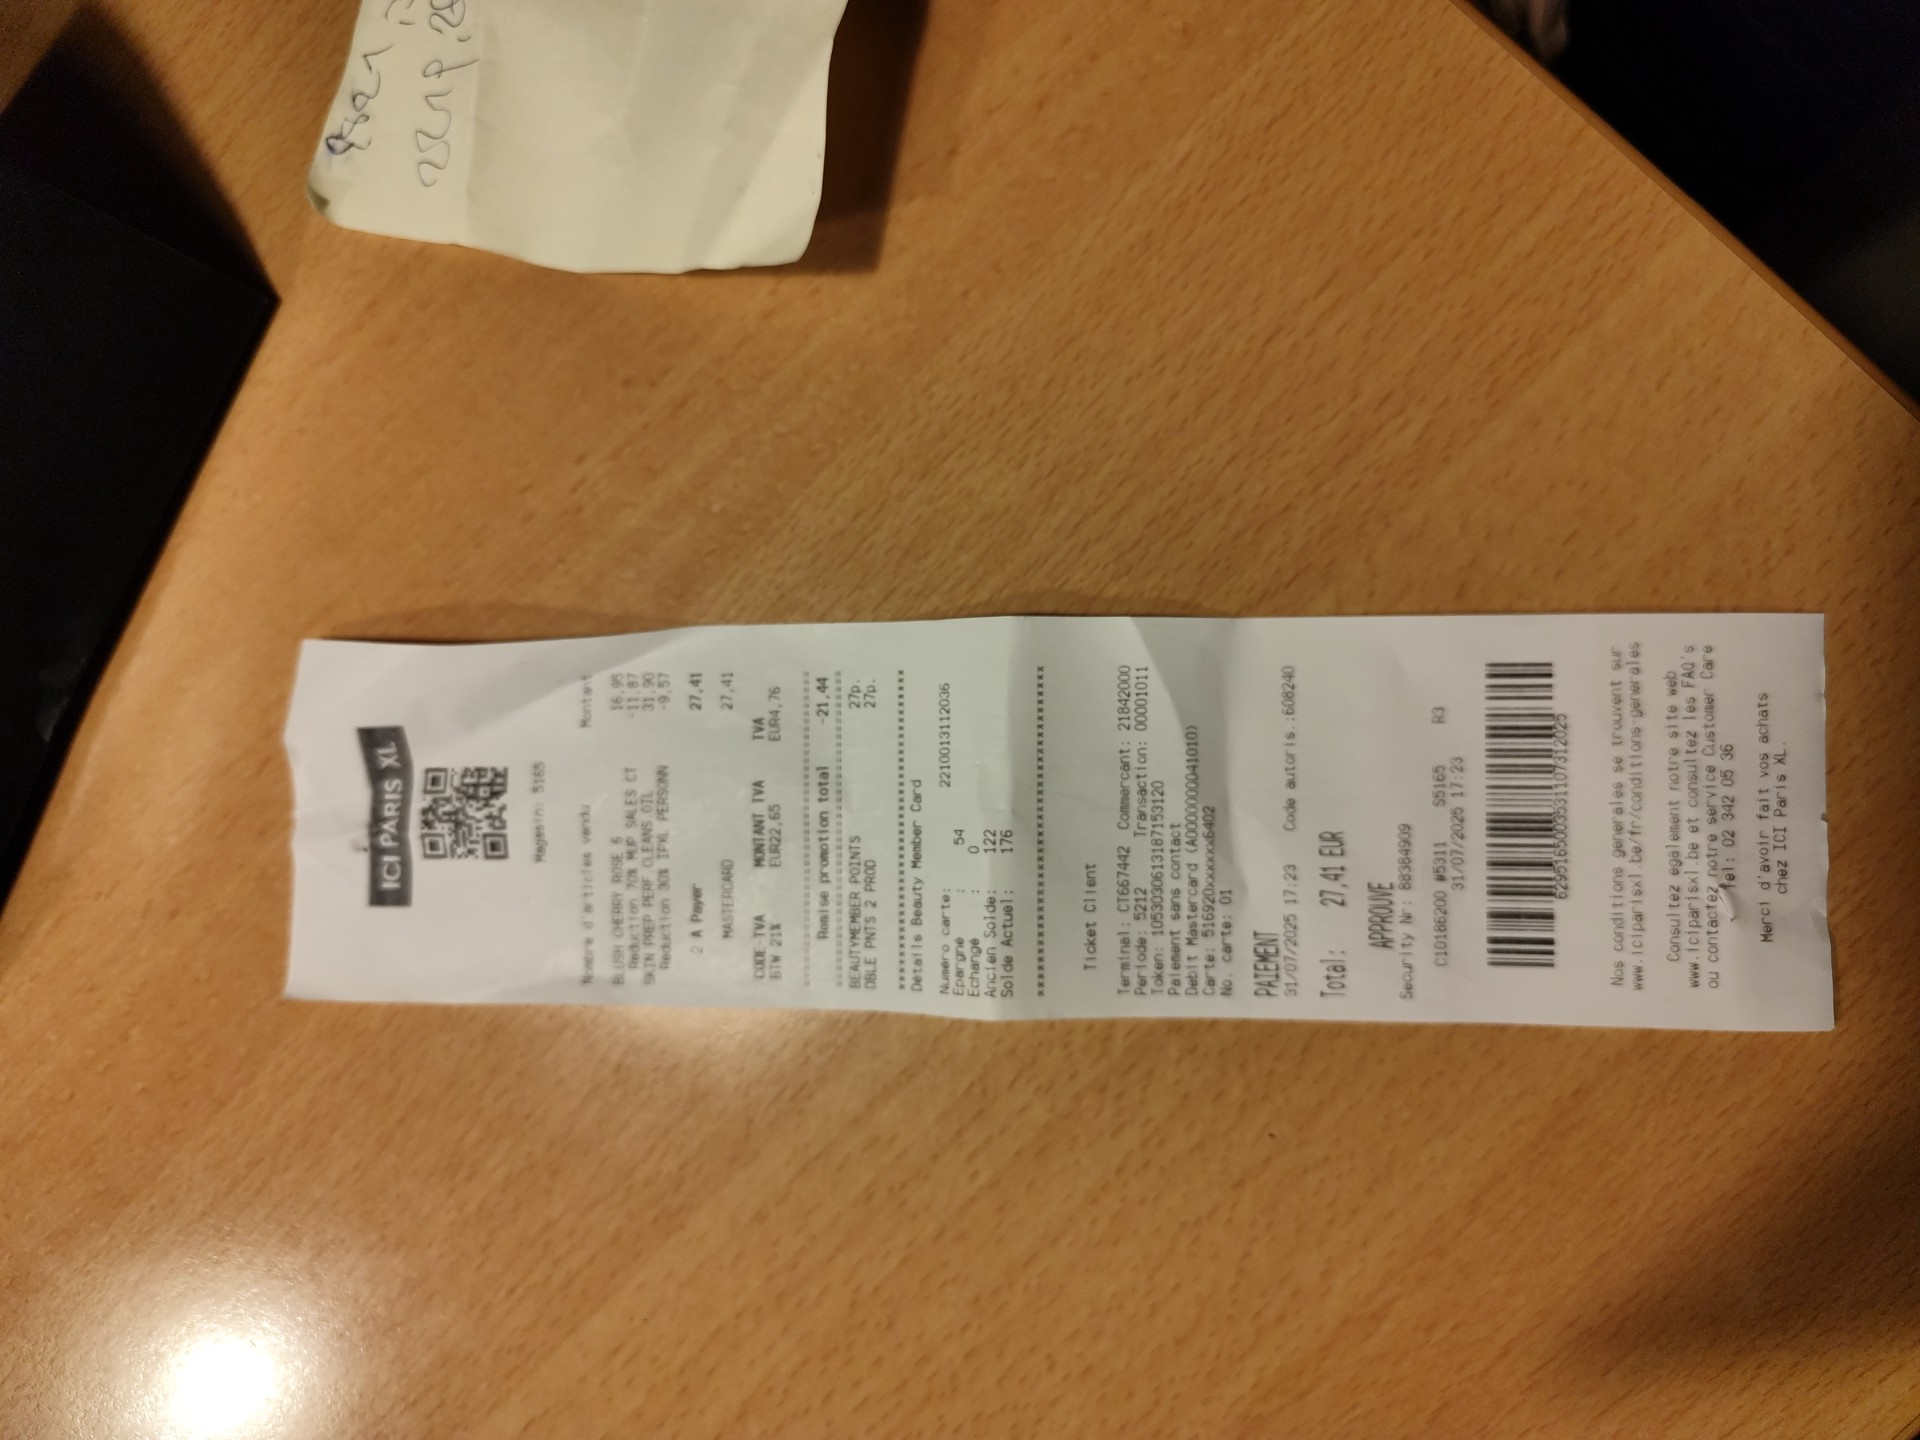 ICI PARIS XL
Magasin: 5165
Nombre d'articles vendu Montant
BLUSH CHERRY ROSE 6 16,95
Reduction 70% MUP SALES CT -11,87
SKIN PREP PERF CLEANS OIL 31,90
Reduction 30% IPXL PERSONN -9,57
2 A Payer 27,41
MASTERCARD 27,41
CODE-TVA MONTANT TVA TVA
BTW 21% EUR22,65 EUR4,76
Remise promotion total -21,44
BEAUTYMEMBER POINTS 27p.
DBLE PNTS 2 PROD 27p.
Details Beauty Member Card
Numéro carte: 2210013112036
Epargne : 54
Echange : 0
Ancien Solde: 122
Solde Actuel: 176
Ticket Client
Terminal: CT667442 Commercant: 21842000
Periode: 5212 Transaction: 00001011
Token: 1053030613187153120
Paiement sans contact
Debit Mastercard (A0000000041010)
Carte: 516920xxxxxx6402
No. carte: 01
PAIEMENT
31/07/2025 17:23 Code autoris.:608240
Total: 27,41 EUR
APPROUVE
Security Nr: 88384909
C10186200 #5311 S5165 R3
31/07/2025 17:23
Nos conditions generales se trouvent sur
www.iciparisxl.be/fr/conditions-generales
Consultez egalement notre site web
www.iciparisxl.be et consultez les FAQ's
ou contactez notre service Customer Care
Tel: 02 342 05 36
Merci d'avoir fait vos achats
chez ICI Paris XL.